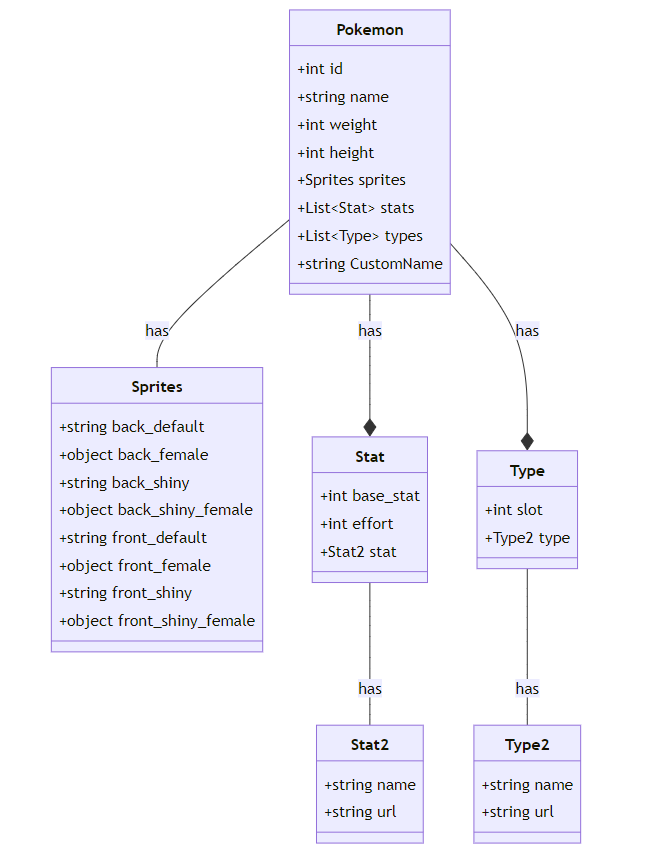 Pokemon
+int id
+string name
+int weight
+int height
+Sprites sprites
+List<Stat> stats
+List<Type> types
+string CustomName
has
has
has
Sprites
+string back_default
+object back_female
+string back_shiny
+object back_shiny_female
+string front_default
+object front_female
+string front_shiny
+object front_shiny_female
Stat
+int base_stat
+int effort
+Stat2 stat
Type
+int slot
+Type2 type
has
has
Stat2
+string name
+string url
Type2
+string name
+string url